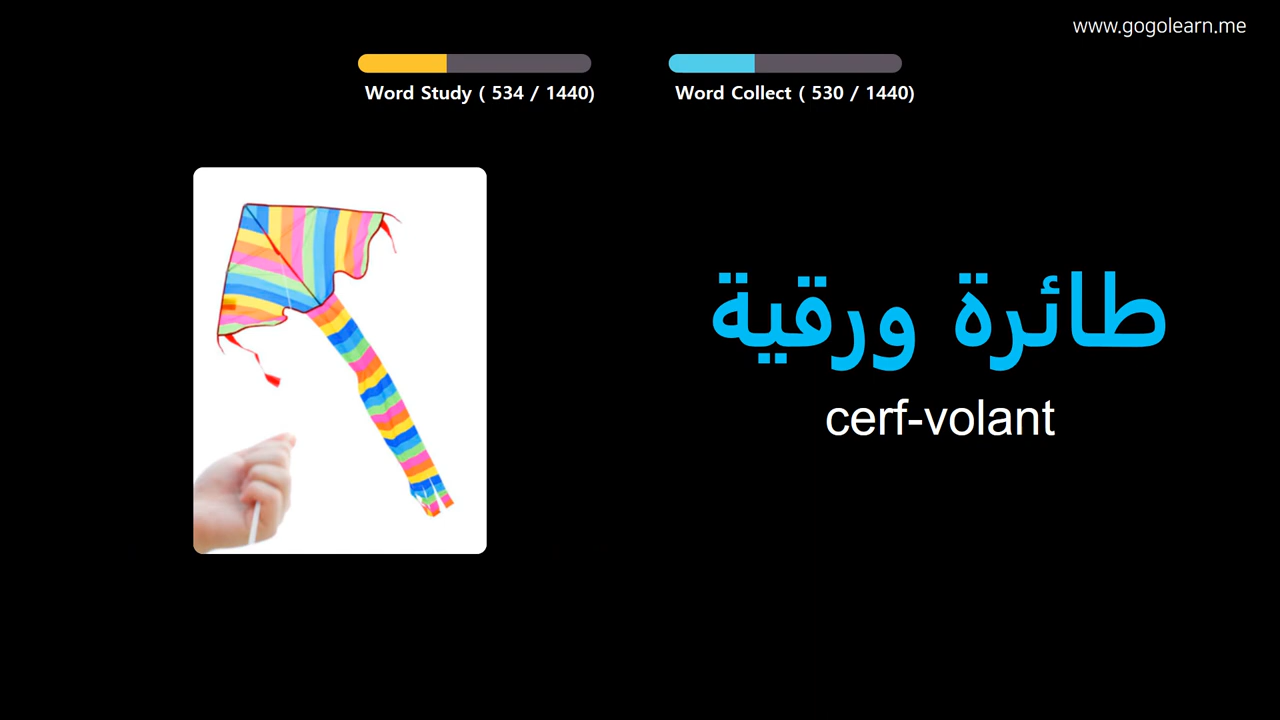 www.gogolearn.me
Word Study ( 534 / 1440)
Word Collect ( 530 / 1440)
طائرة ورقية
cerf-volant